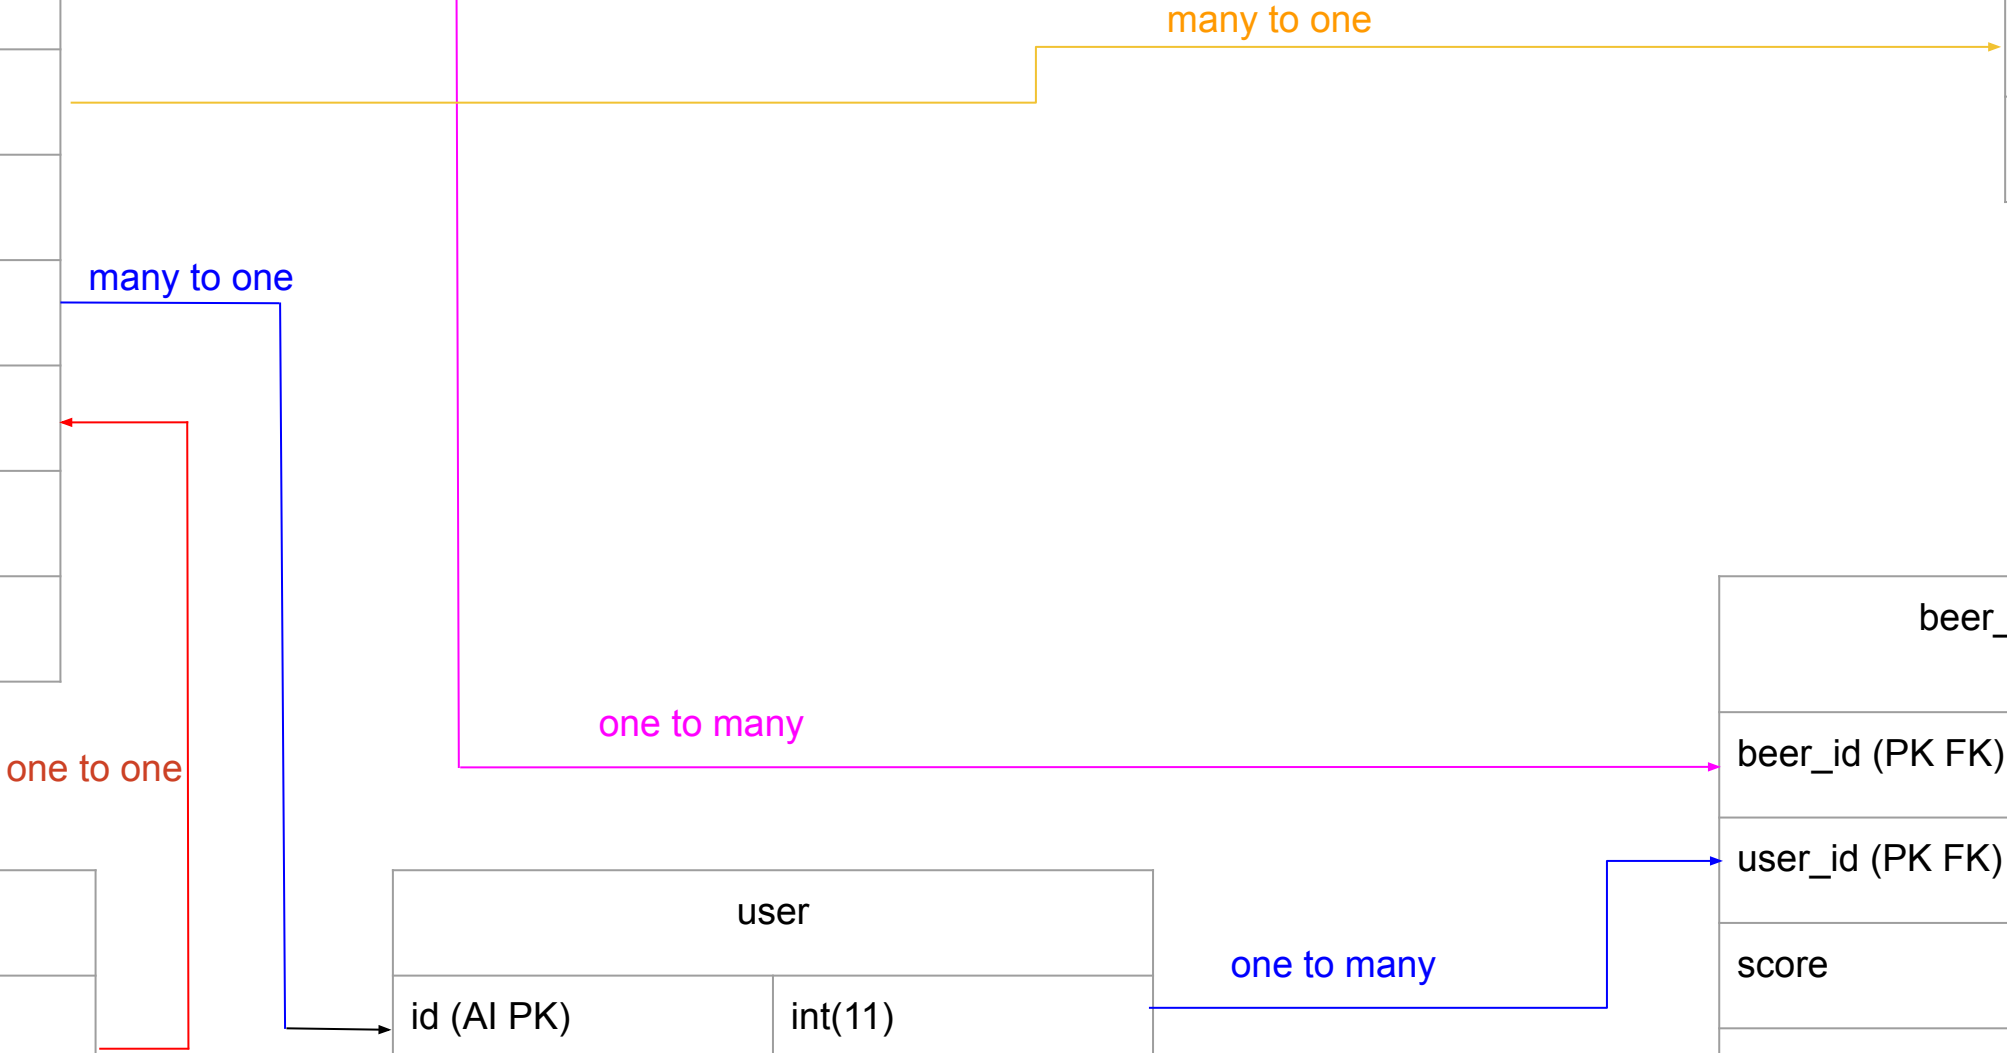 many to one
many to one
beer_
one to many
beer_id (PK FK)
one to one
user_id (PK FK)
user
one to many
score
id (AI PK)
int(11)